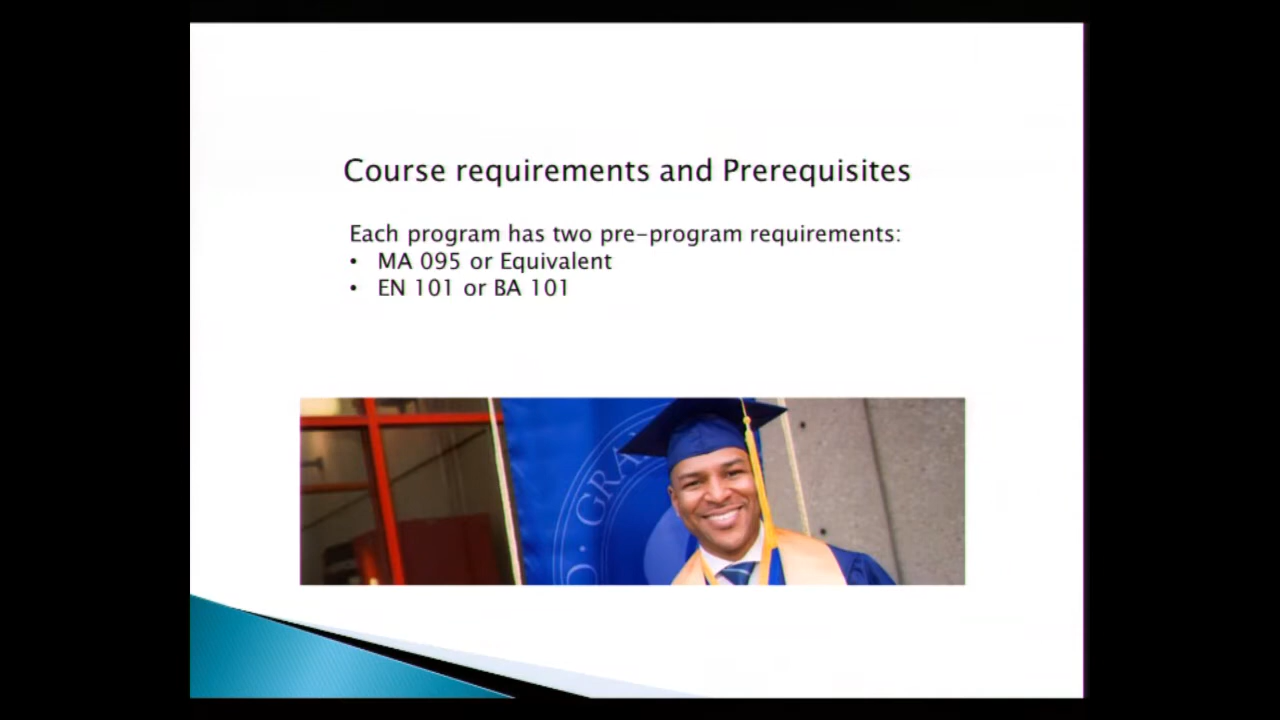 Course requirements and Prerequisites
Each program has two pre-program requirements:
• MA 095 or Equivalent
• EN 101 or BA 101